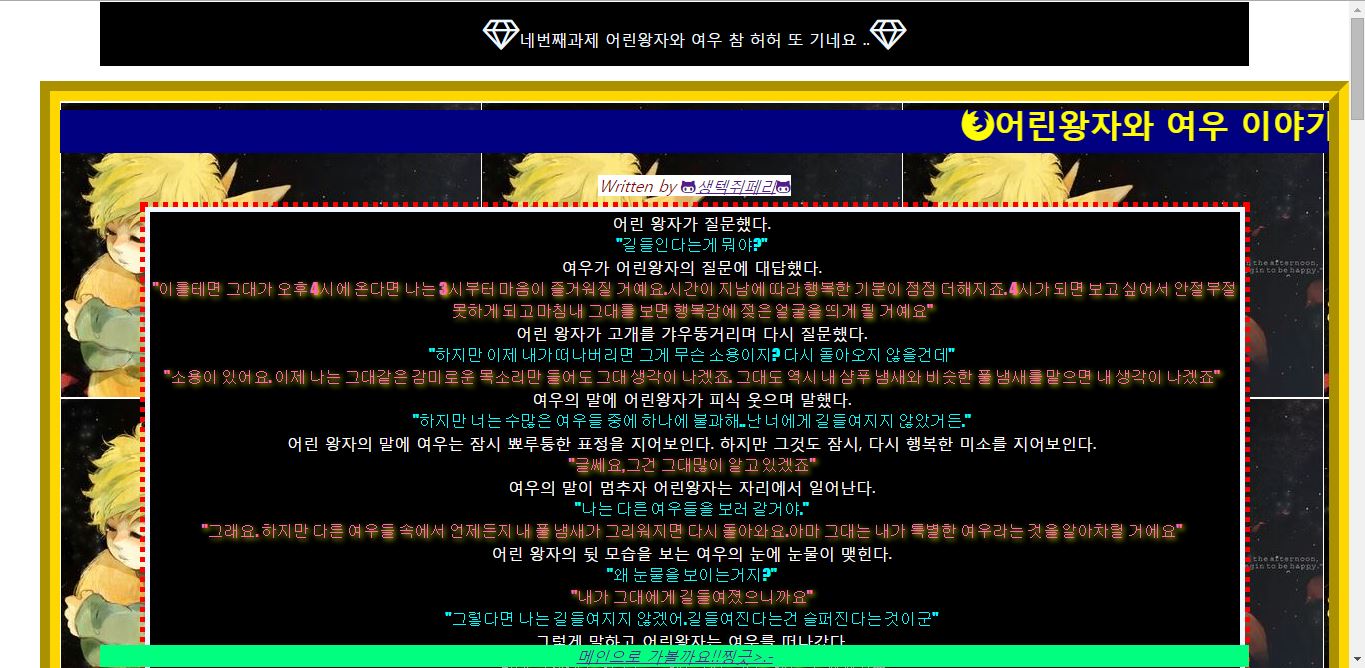 네번째과제 어린왕자와 여우 참 허허 또 기네요 ..
어린왕자와 여우 이야기
Written by 생텍쥐페리
어린 왕자가 질문했다.
"길들인다는게 뭐야?"
여우가 어린왕자의 질문에 대답했다.
"이를테면 그대가 오후 4시에 온다면 나는 3시부터 마음이 즐거워질 거예요.시간이 지남에 따라 행복한 기분이 점점 더해지죠. 4시가 되면 보고 싶어서 안절부절
못하게 되고 마침내 그대를 보면 행복감에 젖은 얼굴을 띄게 될 거예요"
어린 왕자가 고개를 갸우뚱거리며 다시 질문했다.
"하지만 이제 내가 떠나버리면 그게 무슨 소용이지? 다시 돌아오지 않을건데"
"소용이 있어요. 이제 나는 그대같은 감미로운 목소리만 들어도 그대 생각이 나겠죠. 그대도 역시 내 샴푸 냄새와 비슷한 풀 냄새를 맡으면 내 생각이 나겠죠"
여우의 말에 어린왕자가 피식 웃으며 말했다.
"하지만 너는 수많은 여우들 중에 하나에 불과해..난 너에게 길들여지지 않았거든."
어린 왕자의 말에 여우는 잠시 뾰루퉁한 표정을 지어보인다. 하지만 그것도 잠시, 다시 행복한 미소를 지어보인다.
"글쎄요,그건 그대많이 알고 있겠죠"
여우의 말이 멈추자 어린왕자는 자리에서 일어난다.
"나는 다른 여우들을 보러 갈거야."
"그래요. 하지만 다른 여우들 속에서 언제든지 내 풀 냄새가 그리워지면 다시 돌아와요.아마 그대는 내가 특별한 여우라는 것을 알아차릴 거에요"
어린 왕자의 뒷 모습을 보는 여우의 눈에 눈물이 맺힌다.
"왜 눈물을 보이는거지?"
"내가 그대에게 길들여졌으니까요"
"그렇다면 나는 길들여지지 않겠어.길들여진다는건 슬퍼진다는 것이군"
그렇게 말하고 어린왕자는 여우를 떠나갔다.
메인으로 가볼까요!!찡긋>.-
the afternoon,
gin to be happy."
the afternoon,
gin to be happy."